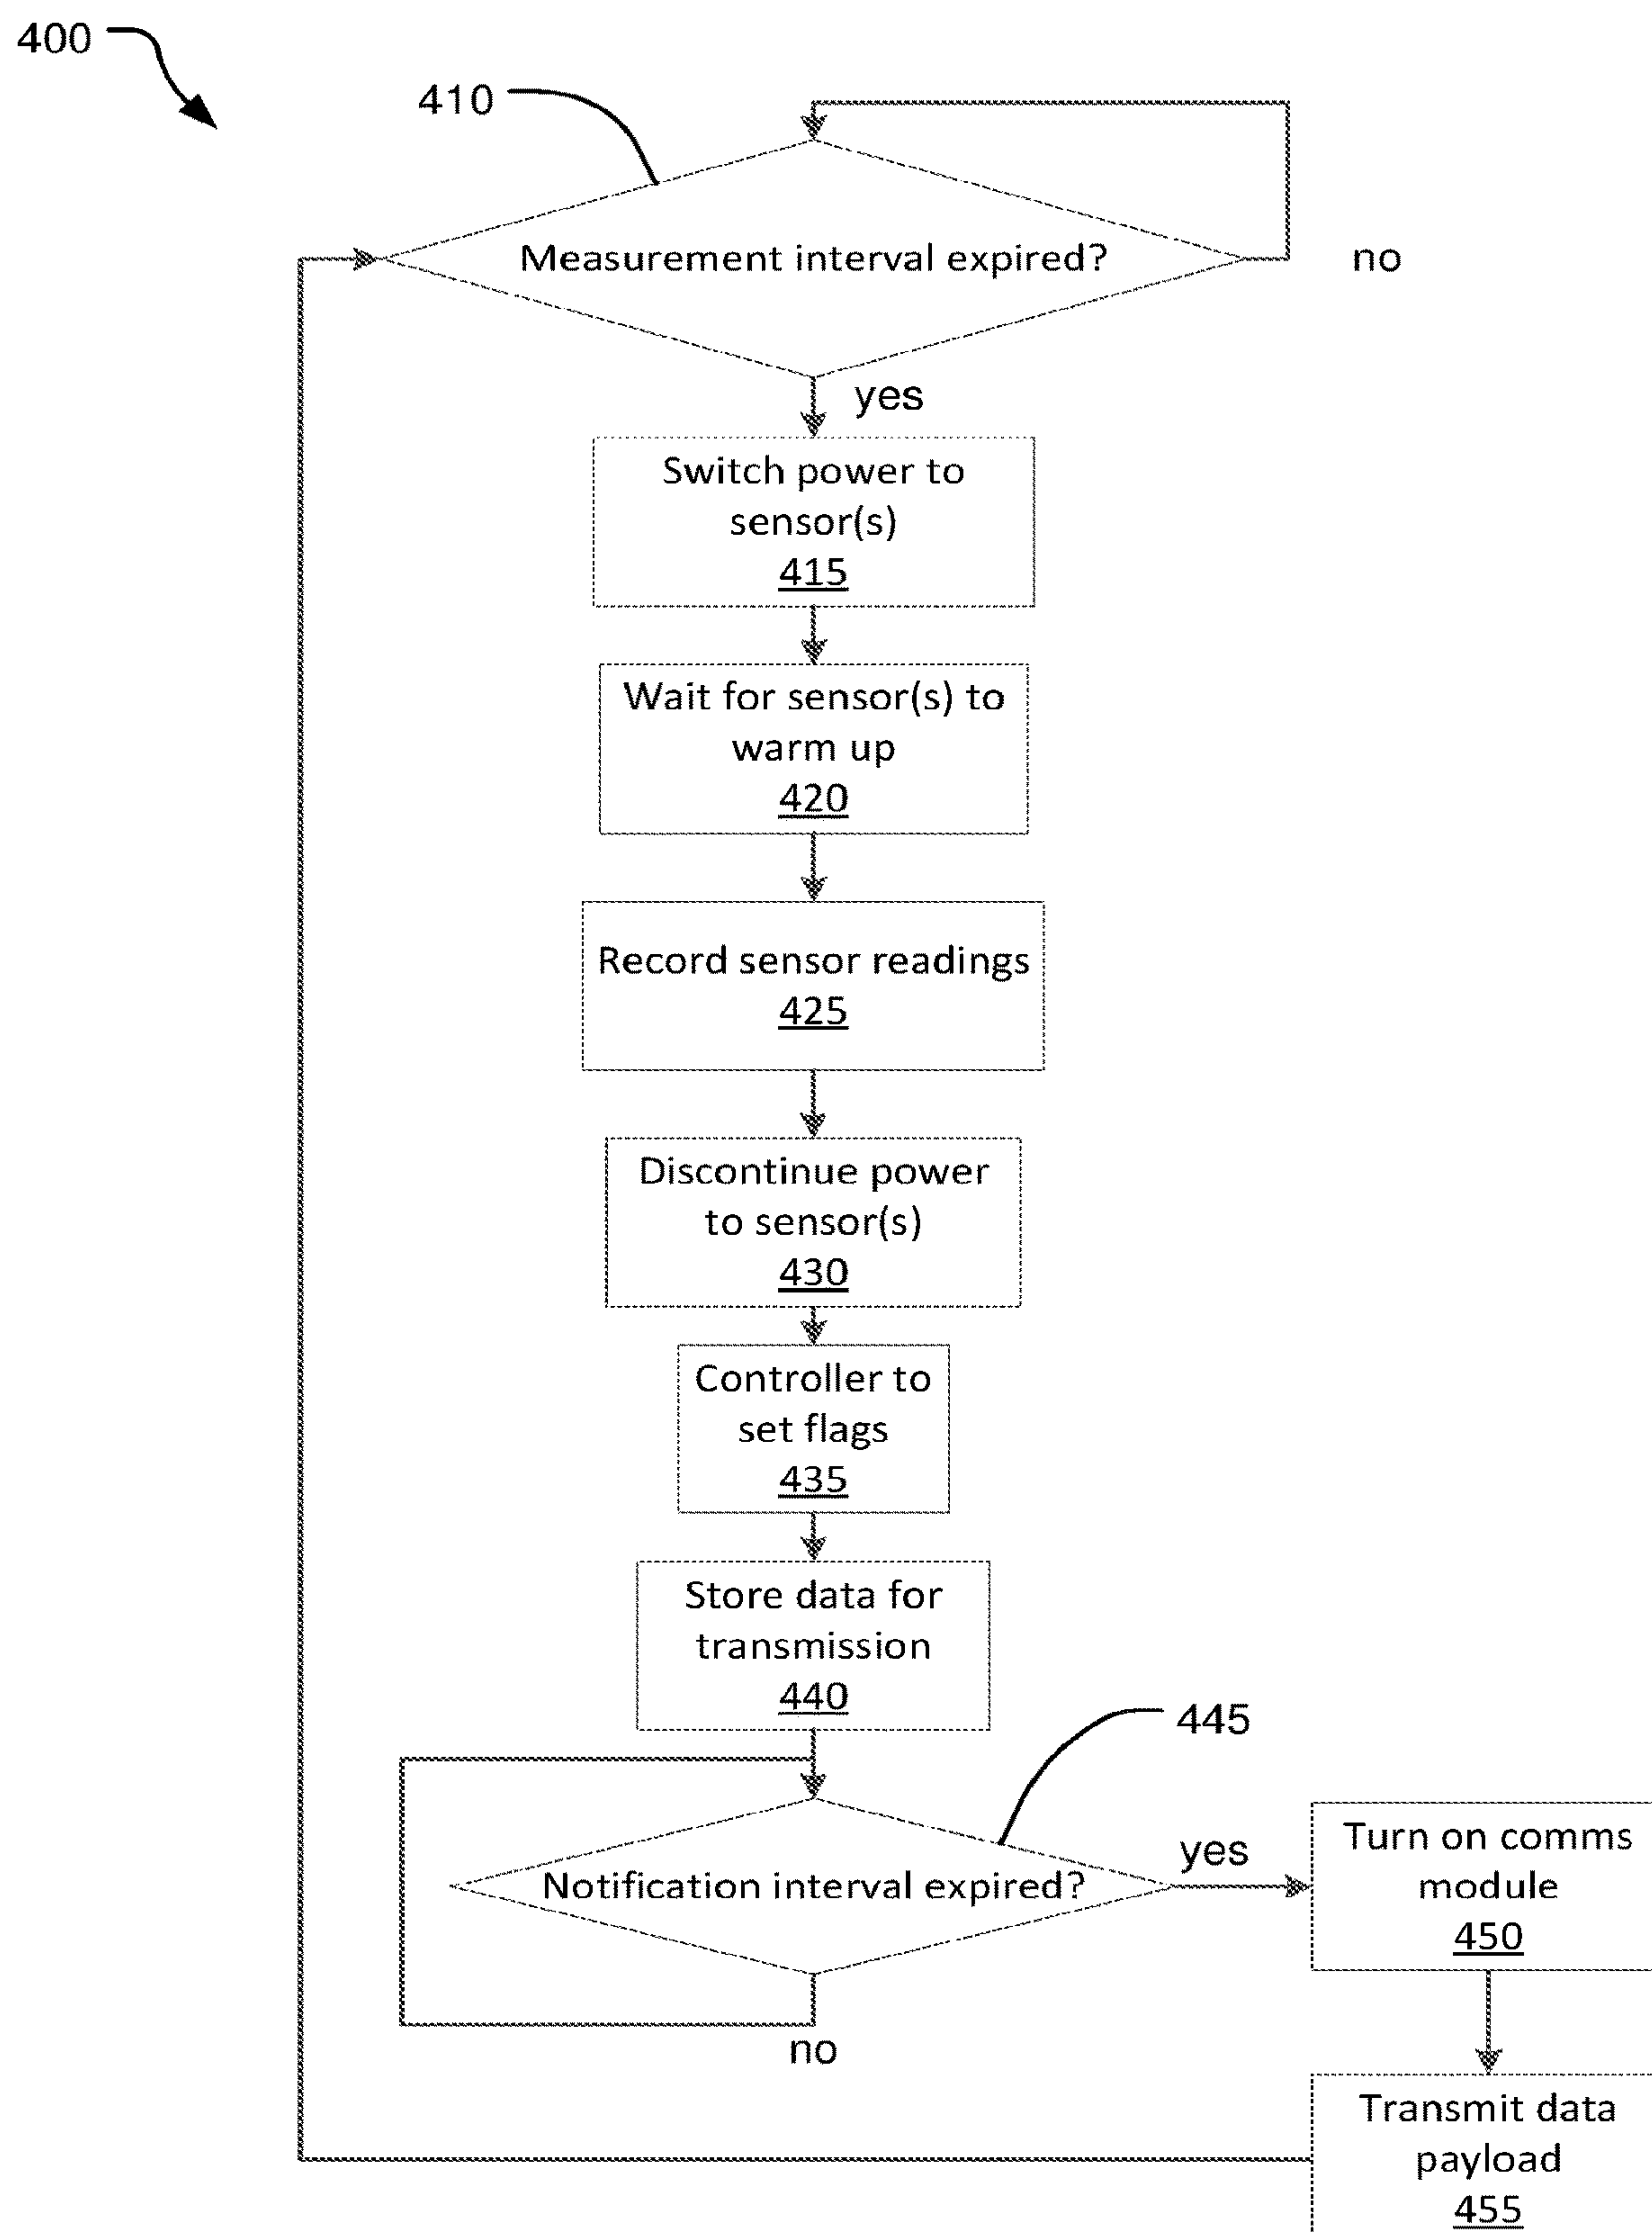 400
410
Measurement interval expired?
no
yes
Switch power to
sensor(s)
415
Wait for sensor(s) to
warm up
420
Record sensor readings
425
Discontinue power
to sensor(s)
430
Controller to
set flags
435
Store data for
transmission
440
445
Notification interval expired?
yes
no
Turn on comms
module
450
Transmit data
payload
455